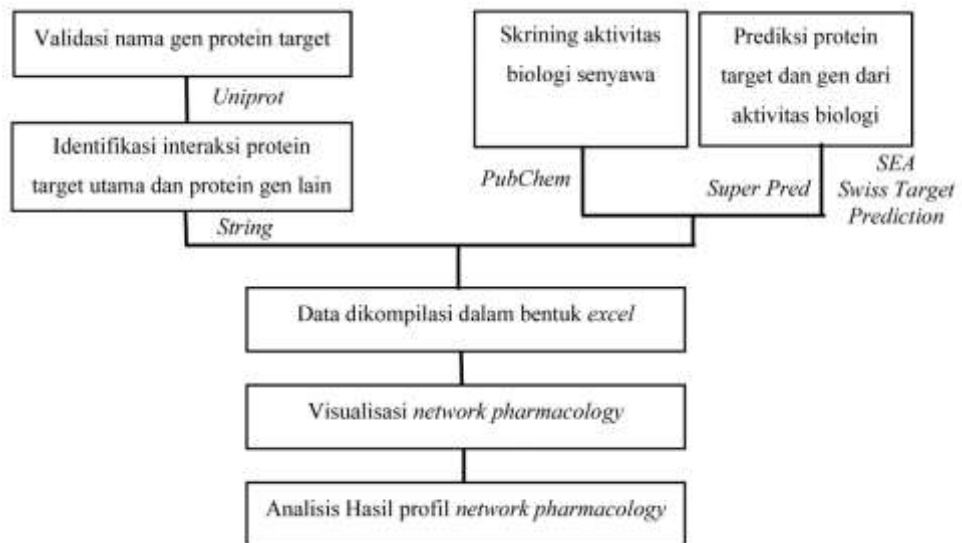 Validasi nama gen protein target
Uniprot
Identifikasi interaksi protein
target utama dan protein gen lain
String
Skrining aktivitas
biologi senyawa
PubChem
Prediksi protein
target dan gen dari
aktivitas biologi
Super Pred
SEA
Swiss Target
Prediction
Data dikompilasi dalam bentuk excel
Visualisasi network pharmacology
Analisis Hasil profil network pharmacology